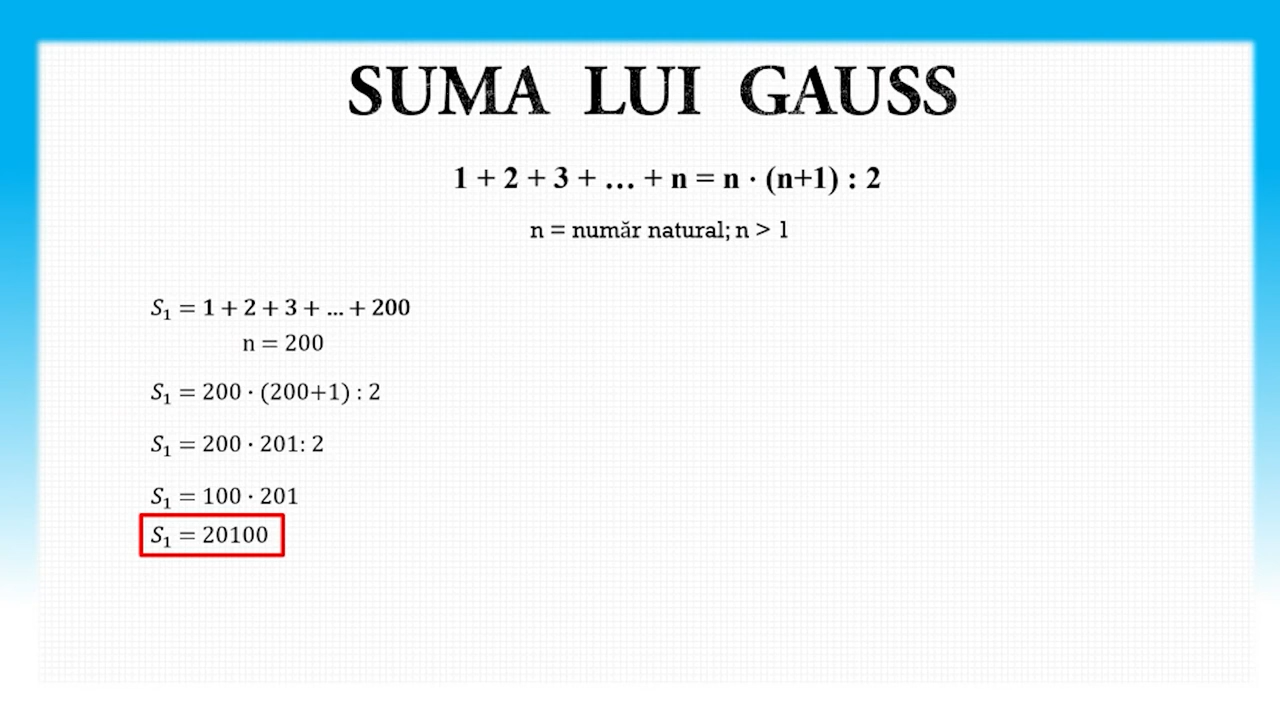 SUMA LUI GAUSS
1 + 2 + 3 + … + n = n · (n+1) : 2
n = număr natural; n > 1
S₁ = 1 + 2 + 3 + … + 200
n = 200
S₁ = 200 · (200+1) : 2
S₁ = 200 · 201: 2
S₁ = 100 · 201
S₁ = 20100